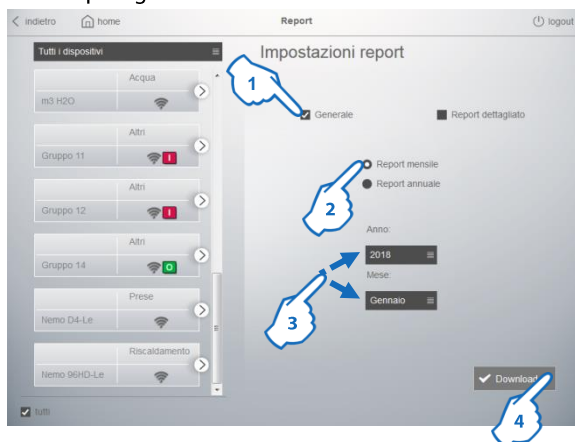 indietro home Report logout
Tutti i dispositivi
Impostazioni report
Acqua
m3 H2O
Altri
Gruppo 11 I
Altri
Gruppo 12 I
Altri
Gruppo 14 O
Prese
Nemo D4-Le
Riscaldamento
Nemo 96HD-Le
tutti
1
Generale Report dettagliato
Report mensile
Report annuale
2
Anno:
2018
Mese:
Gennaio
3
Download
4